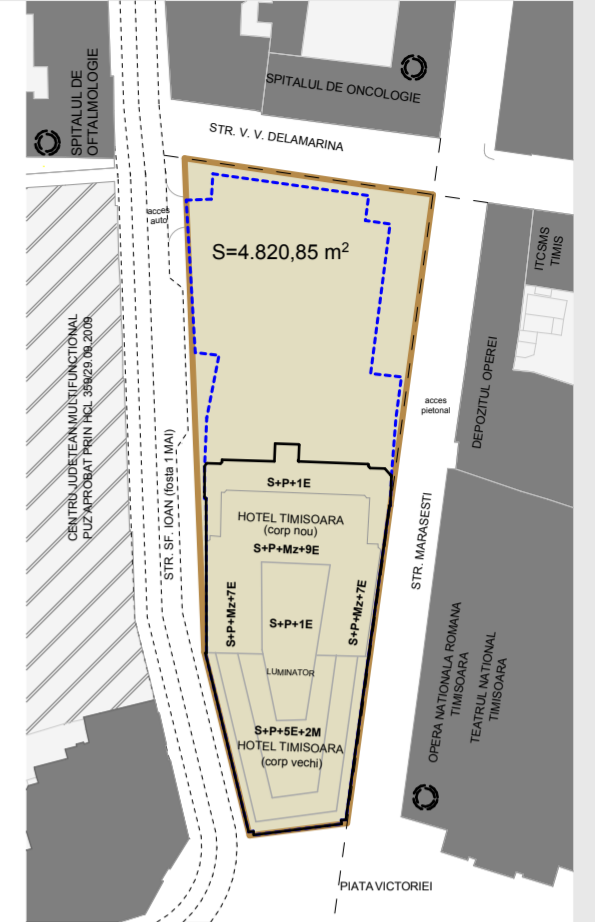 SPITALUL DE
OFTALMOLOGIE
SPITALUL DE ONCOLOGIE
STR. V. V. DELAMARINA
acces
auto
S=4.820,85 m²
ITCSMS
TIMIS
CENTRU JUDETEAN MULTIFUNCTIONAL
PUZ APROBAT PRIN HCL 359/29.09.2009
DEPOZITUL OPEREI
acces
pietonal
STR. SF. IOAN (fosta 1 MAI)
S+P+1E
HOTEL TIMISOARA
(corp nou)
S+P+Mz+9E
STR. MARASESTI
S+P+Mz+7E
S+P+1E
S+P+Mz+7E
LUMINATOR
OPERA NATIONALA ROMANA
TIMISOARA
TEATRUL NATIONAL
TIMISOARA
S+P+5E+2M
HOTEL TIMISOARA
(corp vechi)
PIATA VICTORIEI